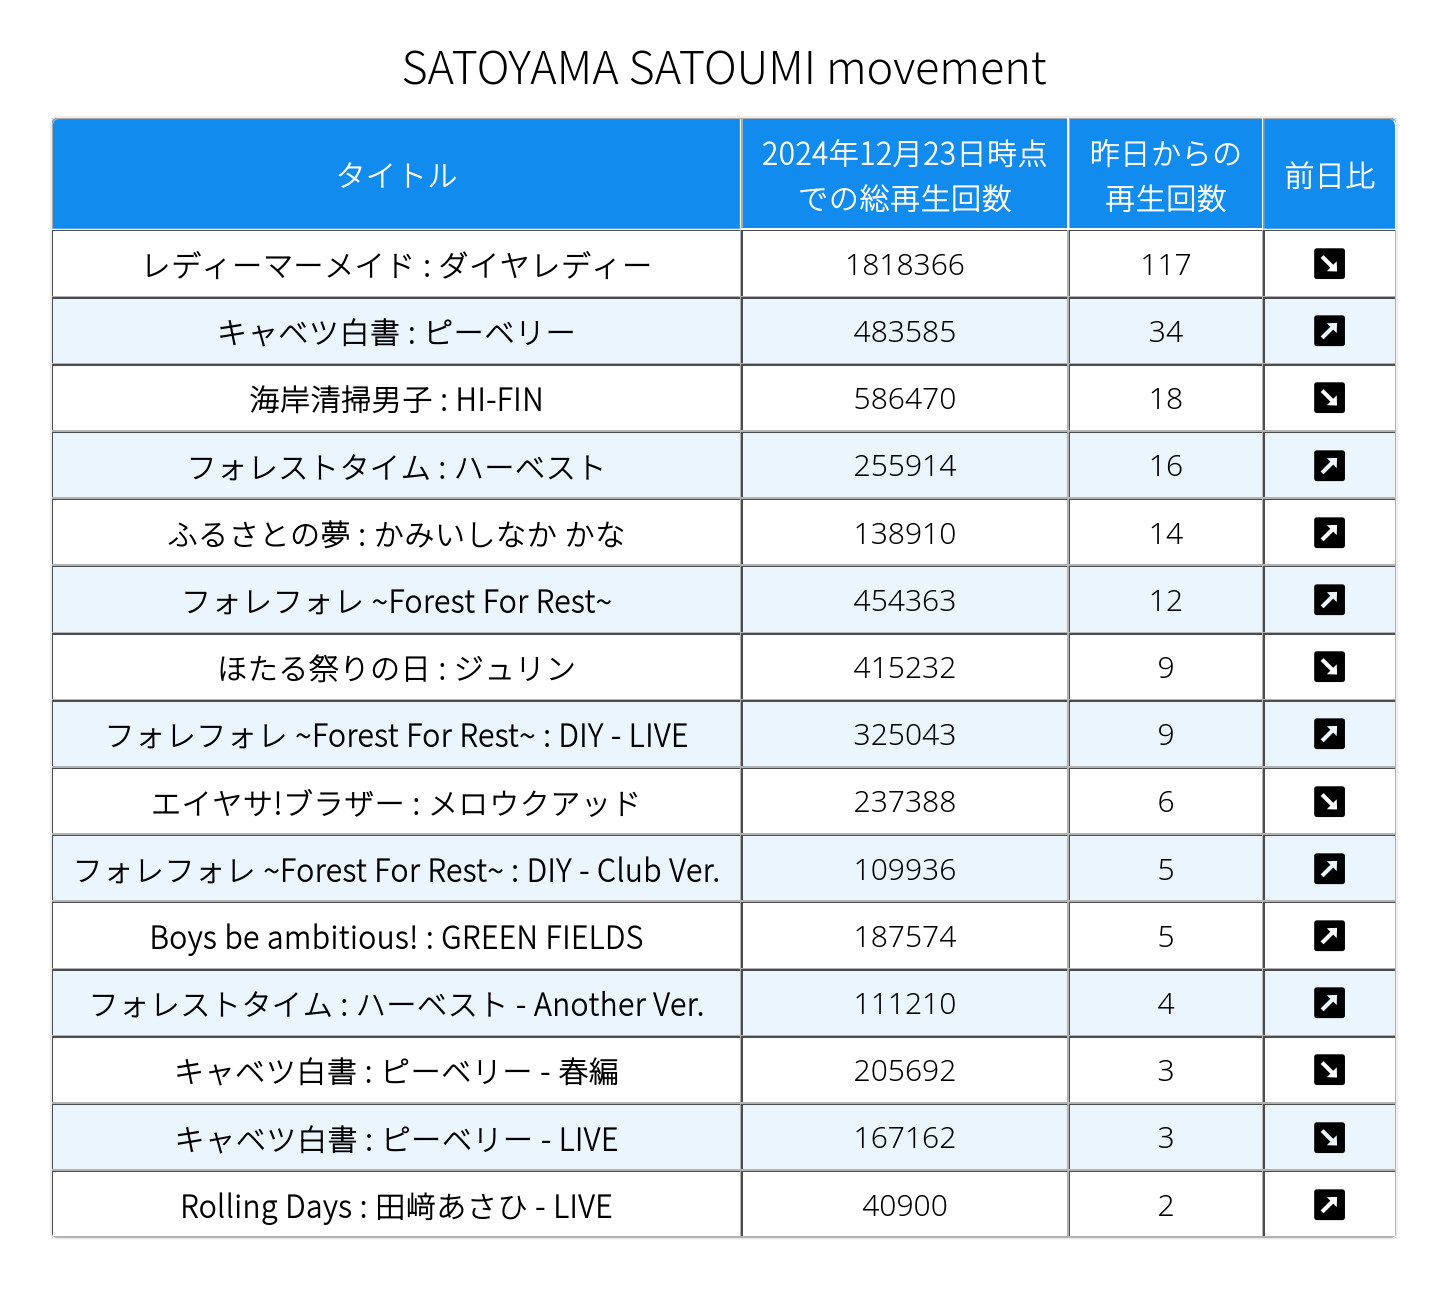 SATOYAMA SATOUMI movement
タイトル 2024年12月23日時点での総再生回数 昨日からの再生回数 前日比
レディーマーメイド : ダイヤレディー 1818366 117 ↘
キャベツ白書 : ピーベリー 483585 34 ↗
海岸清掃男子 : HI-FIN 586470 18 ↘
フォレストタイム : ハーベスト 255914 16 ↗
ふるさとの夢 : かみいしなか かな 138910 14 ↗
フォレフォレ ~Forest For Rest~ 454363 12 ↗
ほたる祭りの日 : ジュリン 415232 9 ↘
フォレフォレ ~Forest For Rest~ : DIY - LIVE 325043 9 ↗
エイヤサ!ブラザー : メロウクアッド 237388 6 ↘
フォレフォレ ~Forest For Rest~ : DIY - Club Ver. 109936 5 ↗
Boys be ambitious! : GREEN FIELDS 187574 5 ↗
フォレストタイム : ハーベスト - Another Ver. 111210 4 ↗
キャベツ白書 : ピーベリー - 春編 205692 3 ↘
キャベツ白書 : ピーベリー - LIVE 167162 3 ↘
Rolling Days : 田﨑あさひ - LIVE 40900 2 ↗